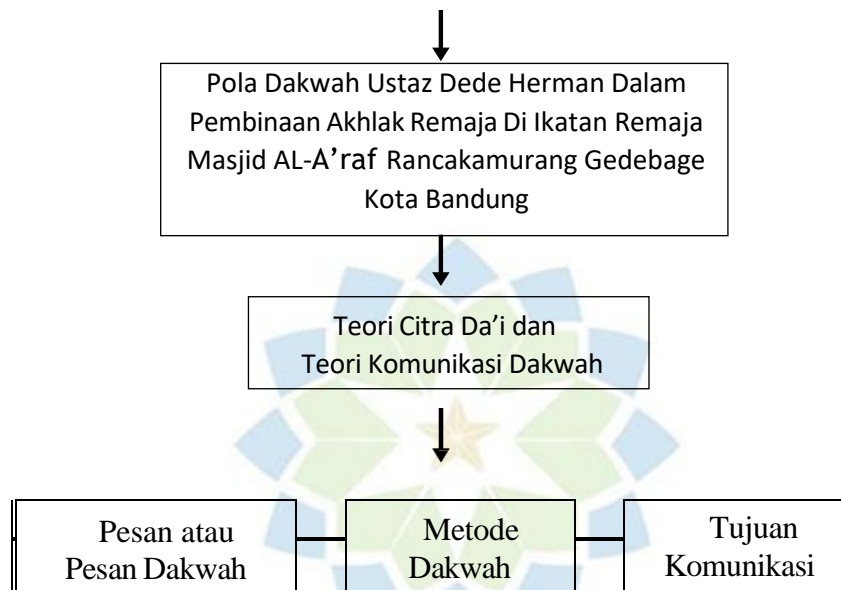 Pola Dakwah Ustaz Dede Herman Dalam
Pembinaan Akhlak Remaja Di Ikatan Remaja
Masjid AL-A’raf Rancakamurang Gedebage
Kota Bandung
Teori Citra Da’i dan
Teori Komunikasi Dakwah
Pesan atau
Pesan Dakwah
Metode
Dakwah
Tujuan
Komunikasi